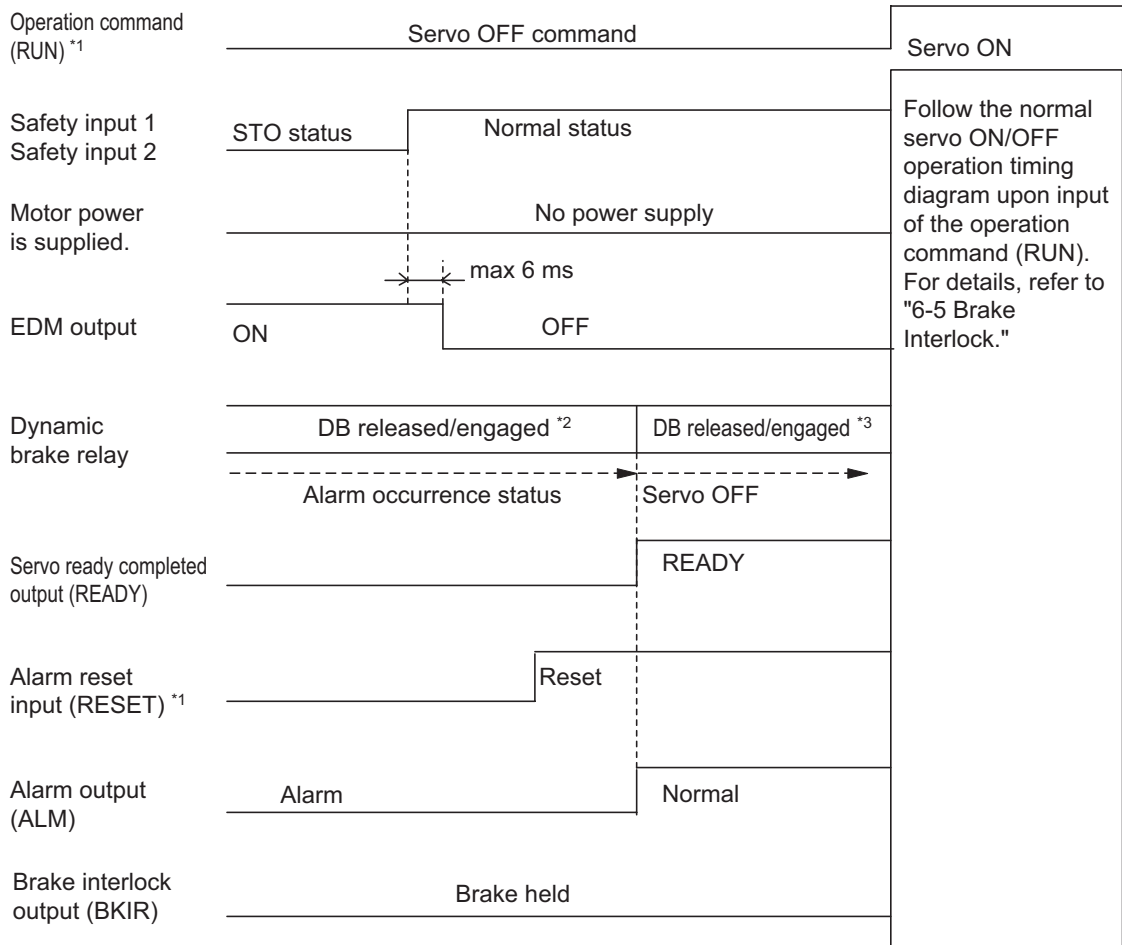 Operation command
(RUN) *1
Servo OFF command
Servo ON
Safety input 1
Safety input 2
STO status
Normal status
Follow the normal
servo ON/OFF
operation timing
diagram upon input
of the operation
command (RUN).
For details, refer to
"6-5 Brake
Interlock."
Motor power
is supplied.
No power supply
max 6 ms
EDM output
ON
OFF
Dynamic
brake relay
DB released/engaged *2
DB released/engaged *3
Alarm occurrence status
Servo OFF
Servo ready completed
output (READY)
READY
Alarm reset
input (RESET) *1
Reset
Alarm output
(ALM)
Alarm
Normal
Brake interlock
output (BKIR)
Brake held